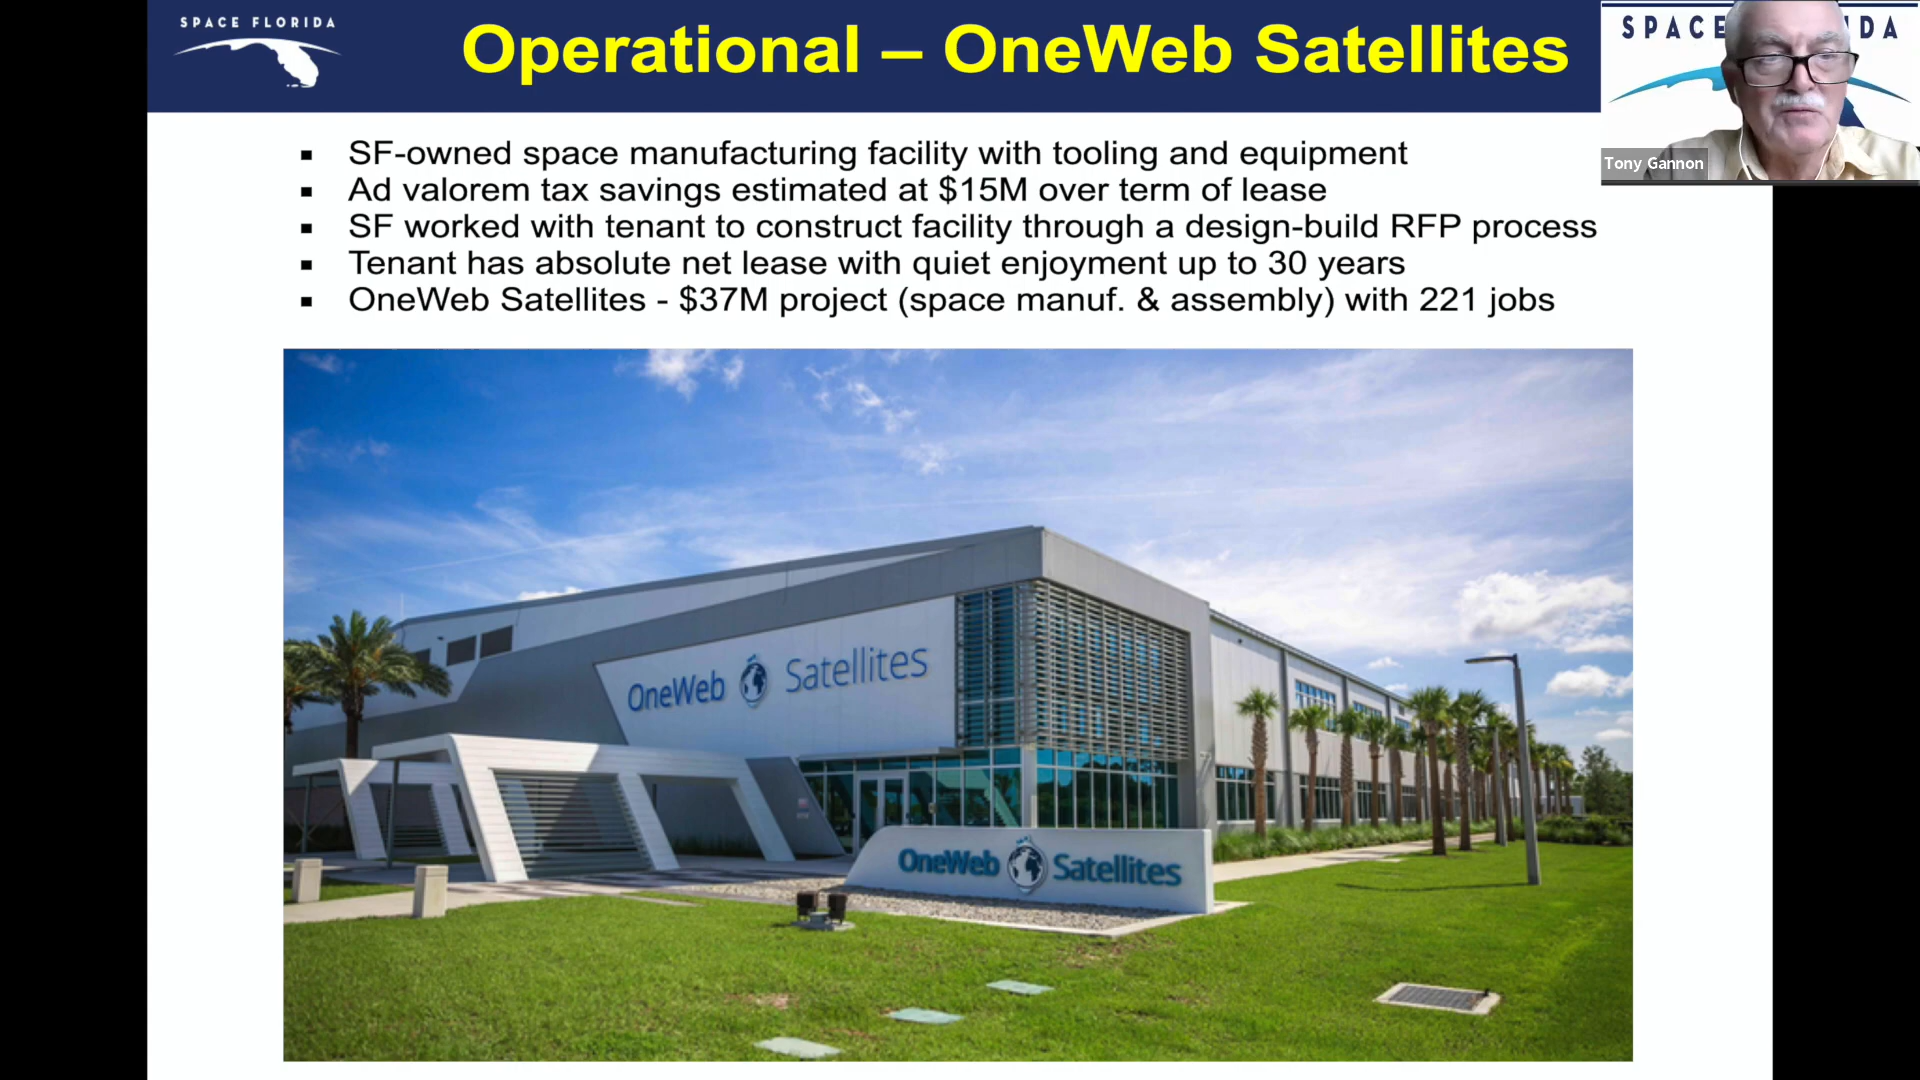 SPACE FLORIDA
Operational – OneWeb Satellites
SPACE
IDA
Tony Gannon
▪ SF-owned space manufacturing facility with tooling and equipment
▪ Ad valorem tax savings estimated at $15M over term of lease
▪ SF worked with tenant to construct facility through a design-build RFP process
▪ Tenant has absolute net lease with quiet enjoyment up to 30 years
▪ OneWeb Satellites - $37M project (space manuf. & assembly) with 221 jobs
OneWeb Satellites
OneWeb Satellites